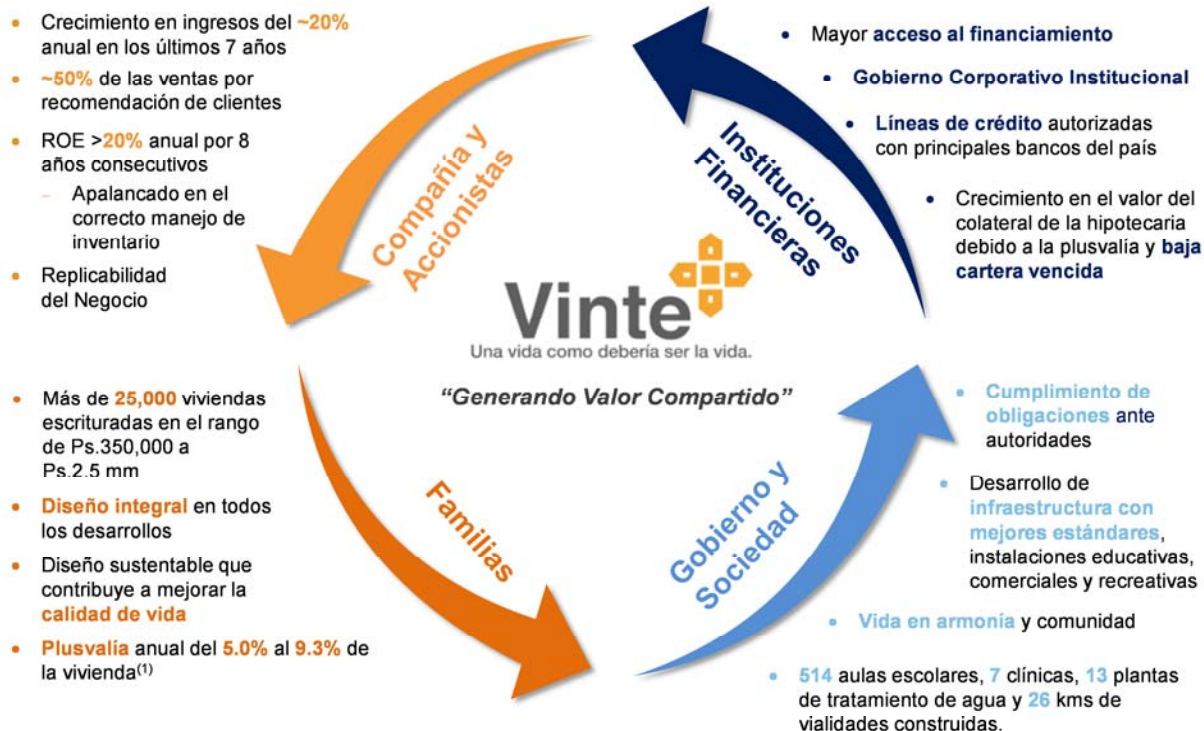 • Crecimiento en ingresos del ~20%
anual en los últimos 7 años
• ~50% de las ventas por
recomendación de clientes
• ROE >20% anual por 8
años consecutivos
– Apalancado en el
correcto manejo de
inventario
• Replicabilidad
del Negocio
Compañía y
Accionistas
Instituciones
Financieras
• Mayor acceso al financiamiento
• Gobierno Corporativo Institucional
• Líneas de crédito autorizadas
con principales bancos del país
• Crecimiento en el valor del
colateral de la hipotecaria
debido a la plusvalía y baja
cartera vencida
Vinte
Una vida como debería ser la vida.
“Generando Valor Compartido”
• Más de 25,000 viviendas
escrituradas en el rango
de Ps.350,000 a
Ps.2.5 mm
• Diseño integral en todos
los desarrollos
• Diseño sustentable que
contribuye a mejorar la
calidad de vida
• Plusvalía anual del 5.0% al 9.3% de
la vivienda(1)
Familias
Gobierno y
Sociedad
• Cumplimiento de
obligaciones ante
autoridades
• Desarrollo de
infraestructura con
mejores estándares,
instalaciones educativas,
comerciales y recreativas
• Vida en armonía y comunidad
• 514 aulas escolares, 7 clínicas, 13 plantas
de tratamiento de agua y 26 kms de
vialidades construidas.